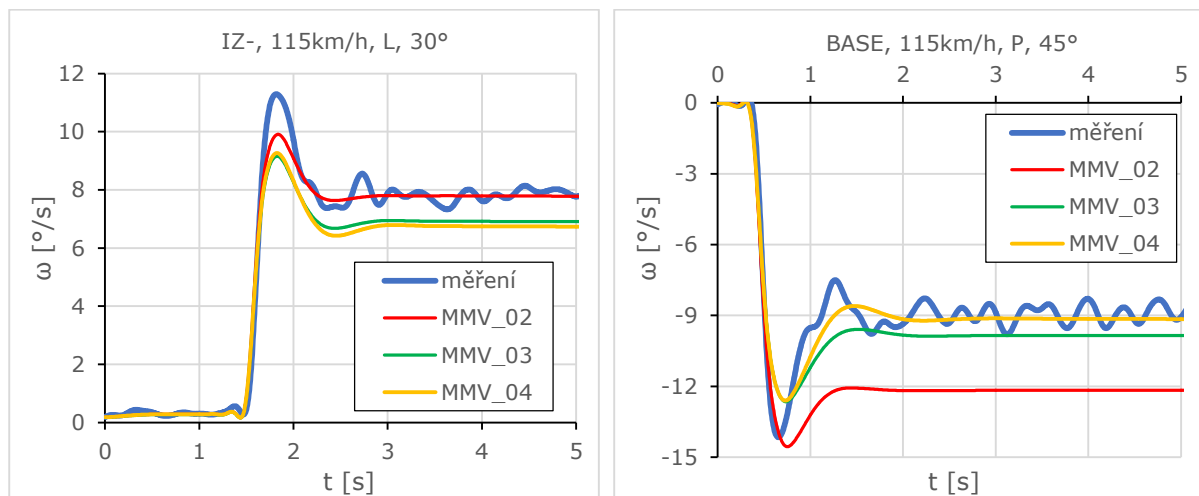 IZ-, 115km/h, L, 30°
12
10
8
6
4
2
0
0 1 2 3 4 5
ω [°/s]
t [s]
měření
MMV_02
MMV_03
MMV_04
BASE, 115km/h, P, 45°
0 1 2 3 4 5
0
-3
-6
-9
-12
-15
ω [°/s]
t [s]
měření
MMV_02
MMV_03
MMV_04